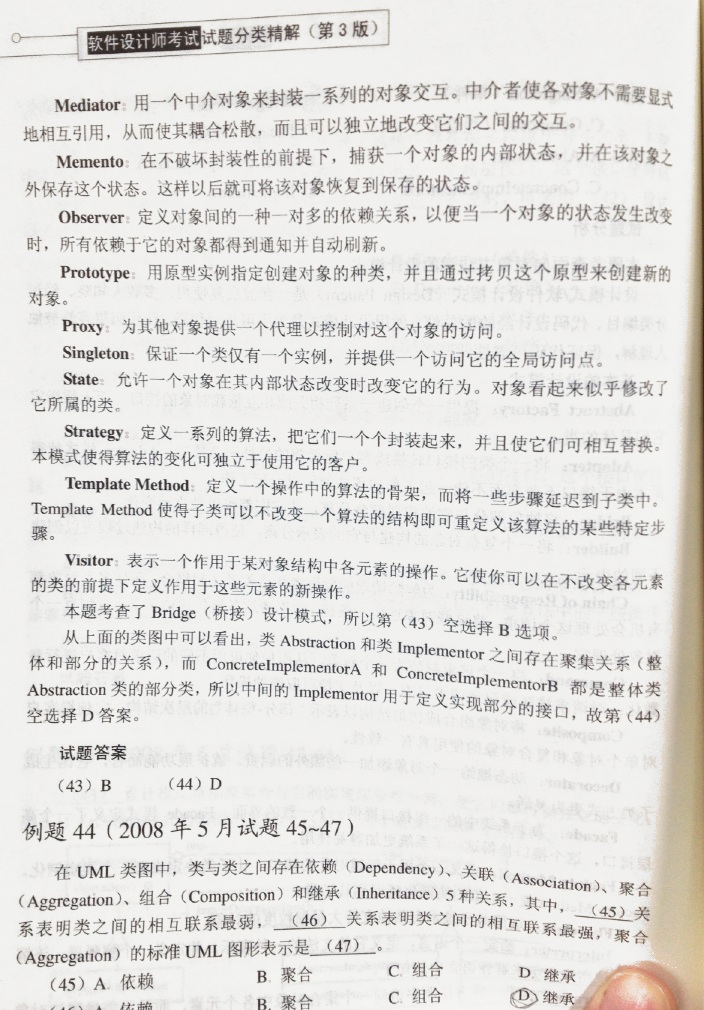 软件设计师考试试题分类精解（第3版）
Mediator：用一个中介对象来封装一系列的对象交互。中介者使各对象不需要显式
地相互引用，从而使其耦合松散，而且可以独立地改变它们之间的交互。
Memento：在不破坏封装性的前提下，捕获一个对象的内部状态，并在该对象之
外保存这个状态。这样以后就可将该对象恢复到保存的状态。
Observer：定义对象间的一种一对多的依赖关系，以便当一个对象的状态发生改变
时，所有依赖于它的对象都得到通知并自动刷新。
Prototype：用原型实例指定创建对象的种类，并且通过拷贝这个原型来创建新的
对象。
Proxy：为其他对象提供一个代理以控制对这个对象的访问。
Singleton：保证一个类仅有一个实例，并提供一个访问它的全局访问点。
State：允许一个对象在其内部状态改变时改变它的行为。对象看起来似乎修改了
它所属的类。
Strategy：定义一系列的算法，把它们一个个封装起来，并且使它们可相互替换。
本模式使得算法的变化可独立于使用它的客户。
Template Method：定义一个操作中的算法的骨架，而将一些步骤延迟到子类中。
Template Method 使得子类可以不改变一个算法的结构即可重定义该算法的某些特定步
骤。
Visitor：表示一个作用于某对象结构中各元素的操作。它使你可以在不改变各元素
的类的前提下定义作用于这些元素的新操作。
本题考查了 Bridge（桥接）设计模式，所以第（43）空选择 B 选项。
从上面的类图中可以看出，类 Abstraction 和类 Implementor 之间存在聚集关系（整
体和部分的关系），而 ConcreteImplementorA 和 ConcreteImplementorB 都是整体类
Abstraction 类的部分类，所以中间的 Implementor 用于定义实现部分的接口，故第（44）
空选择 D 答案。
试题答案
（43）B （44）D
例题 44（2008 年 5 月试题 45~47）
在 UML 类图中，类与类之间存在依赖（Dependency）、关联（Association）、聚合
（Aggregation）、组合（Composition）和继承（Inheritance）5 种关系，其中，（45）关
系表明类之间的相互联系最弱，（46）关系表明类之间的相互联系最强，聚合
（Aggregation）的标准 UML 图形表示是（47）。
（45）A. 依赖 B. 聚合 C. 组合 D. 继承
（46）A. 依赖 B. 聚合 C. 组合 D. 继承